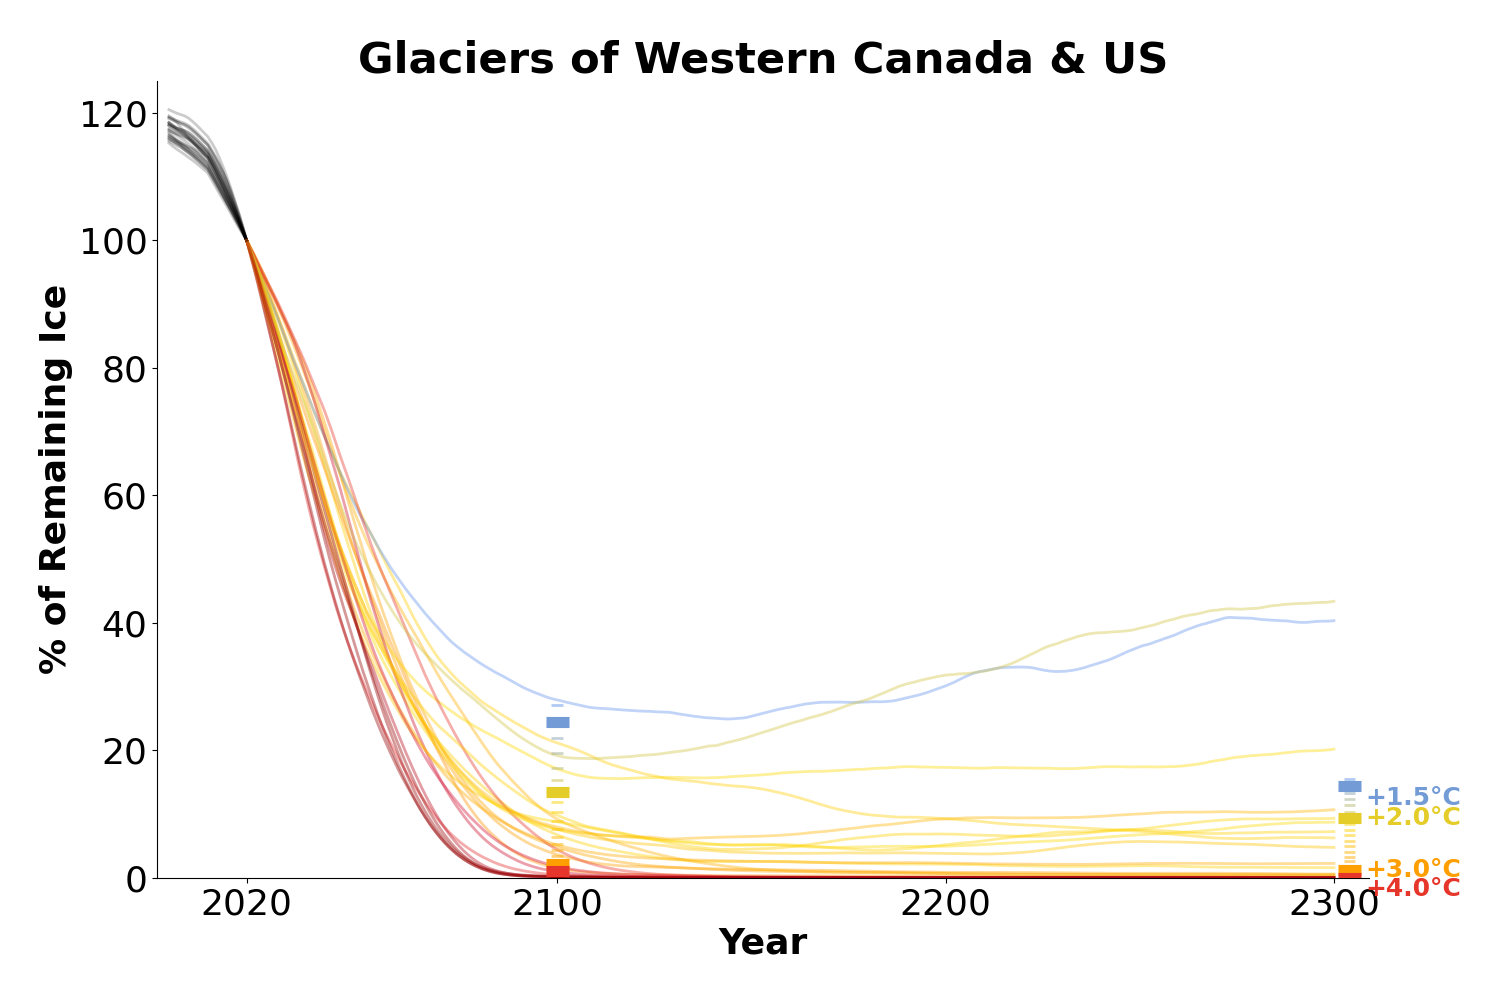 Glaciers of Western Canada & US
% of Remaining Ice
120
100
80
60
40
20
0
+1.5°C
+2.0°C
+3.0°C
+4.0°C
2020
2100
2200
2300
Year